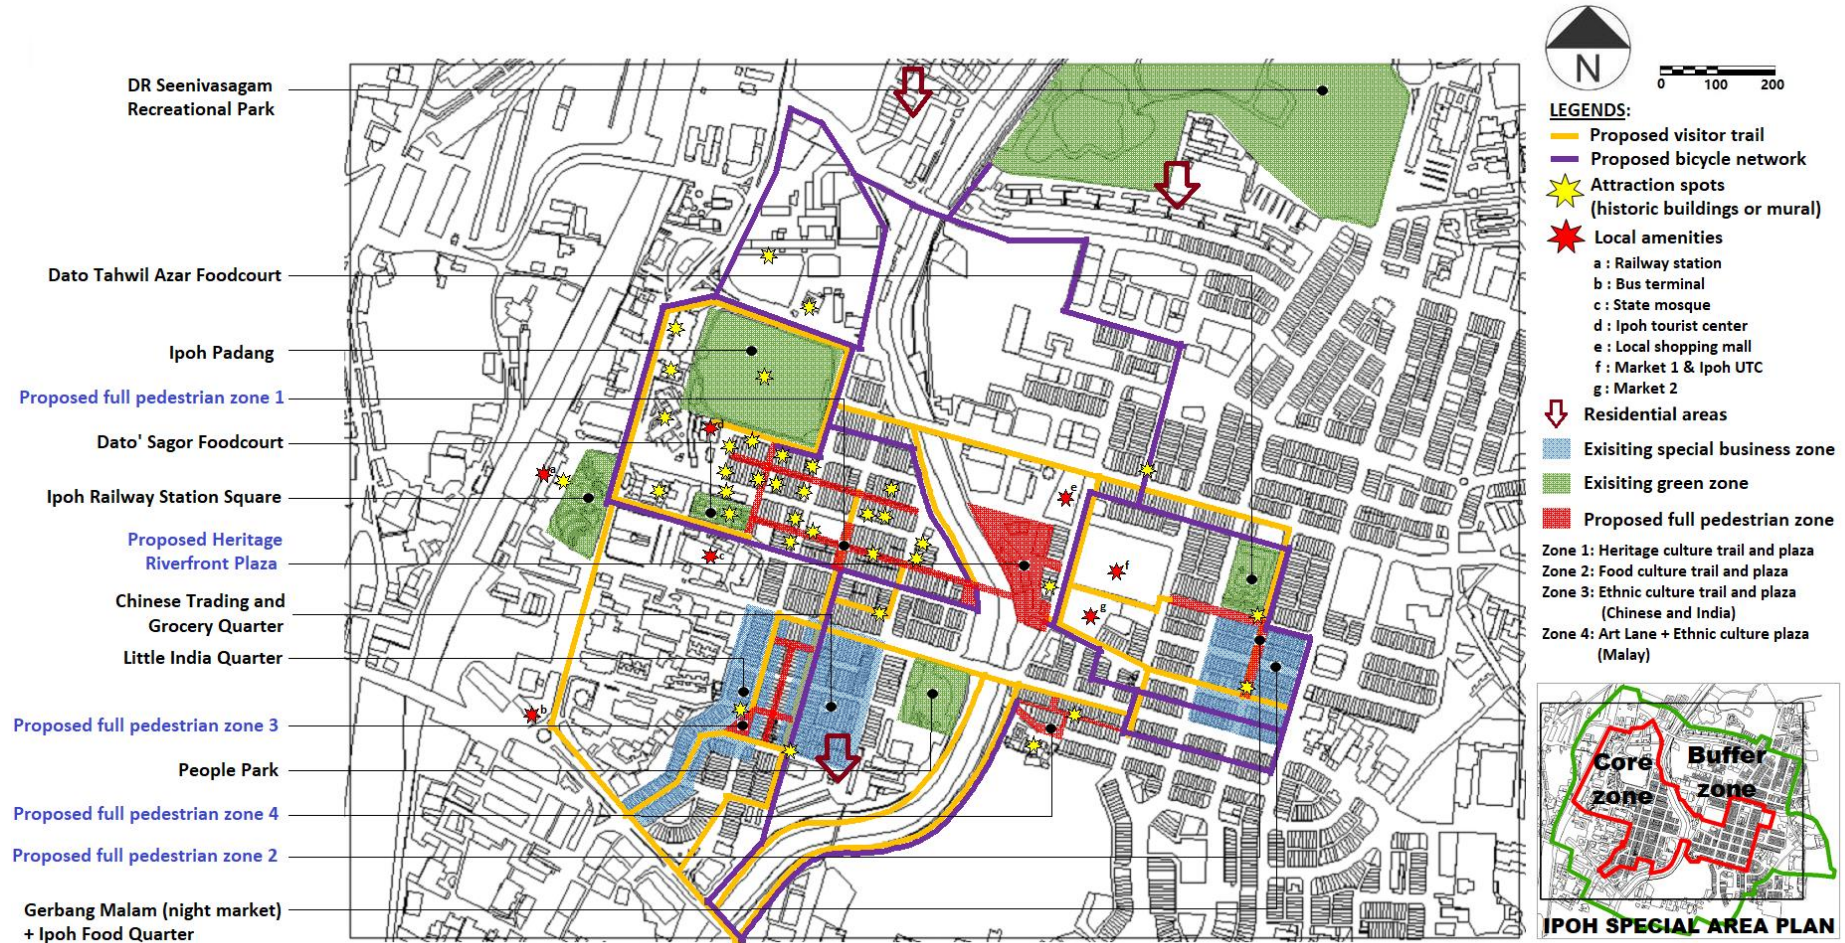 DR Seenivasagam
Recreational Park
Dato Tahwil Azar Foodcourt
Ipoh Padang
Proposed full pedestrian zone 1
Dato' Sagor Foodcourt
Ipoh Railway Station Square
Proposed Heritage
Riverfront Plaza
Chinese Trading and
Grocery Quarter
Little India Quarter
Proposed full pedestrian zone 3
People Park
Proposed full pedestrian zone 4
Proposed full pedestrian zone 2
Gerbang Malam (night market)
+ Ipoh Food Quarter
a
b
c
d
e
f
g
N
0 100 200
LEGENDS:
Proposed visitor trail
Proposed bicycle network
Attraction spots
(historic buildings or mural)
Local amenities
a : Railway station
b : Bus terminal
c : State mosque
d : Ipoh tourist center
e : Local shopping mall
f : Market 1 & Ipoh UTC
g : Market 2
Residential areas
Exisiting special business zone
Exisiting green zone
Proposed full pedestrian zone
Zone 1: Heritage culture trail and plaza
Zone 2: Food culture trail and plaza
Zone 3: Ethnic culture trail and plaza
(Chinese and India)
Zone 4: Art Lane + Ethnic culture plaza
(Malay)
Core
zone
Buffer
zone
IPOH SPECIAL AREA PLAN